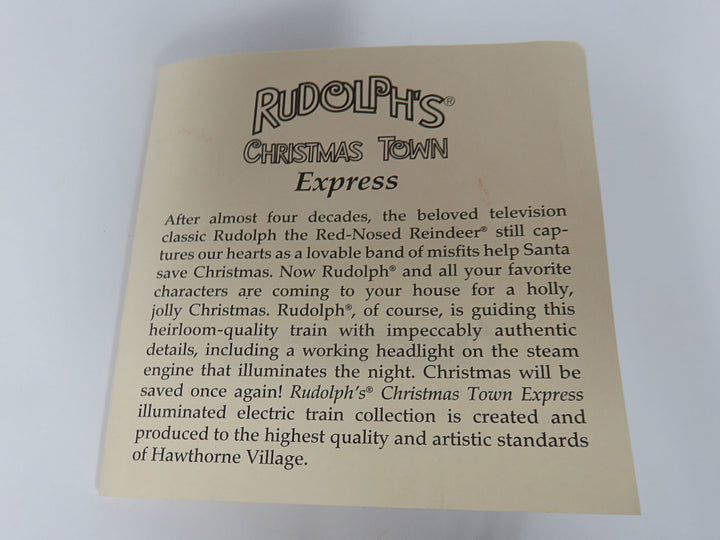 RUDOLPH'S®
CHRISTMAS TOWN
Express
After almost four decades, the beloved television
classic Rudolph the Red-Nosed Reindeer® still cap-
tures our hearts as a lovable band of misfits help Santa
save Christmas. Now Rudolph® and all your favorite
characters are coming to your house for a holly,
jolly Christmas. Rudolph®, of course, is guiding this
heirloom-quality train with impeccably authentic
details, including a working headlight on the steam
engine that illuminates the night. Christmas will be
saved once again! Rudolph's® Christmas Town Express
illuminated electric train collection is created and
produced to the highest quality and artistic standards
of Hawthorne Village.